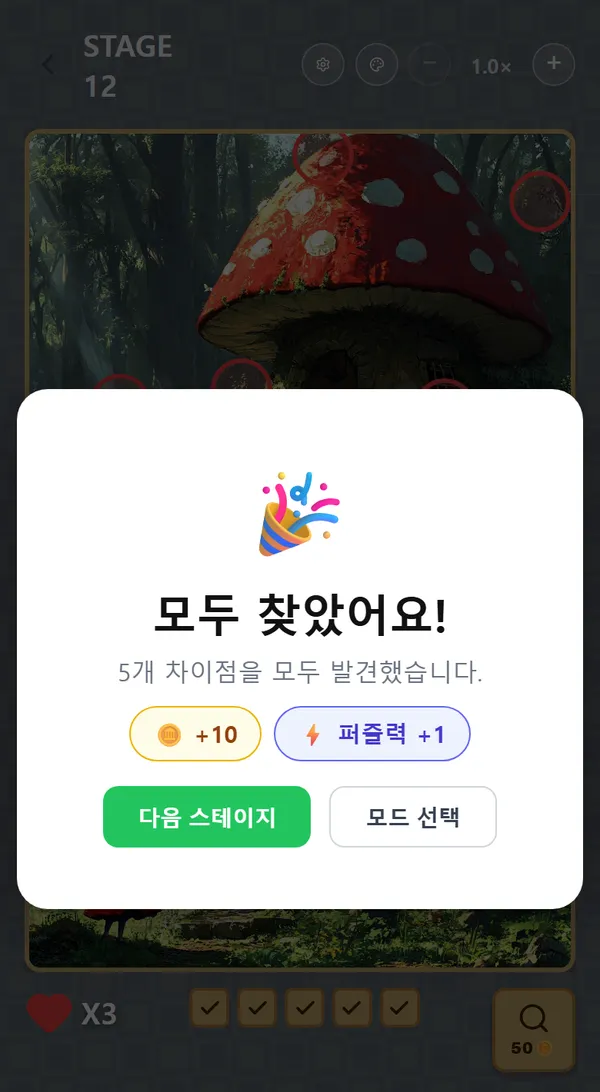 STAGE
12
1.0×
모두 찾았어요!
5개 차이점을 모두 발견했습니다.
+10
퍼즐력 +1
다음 스테이지
모드 선택
X3
50